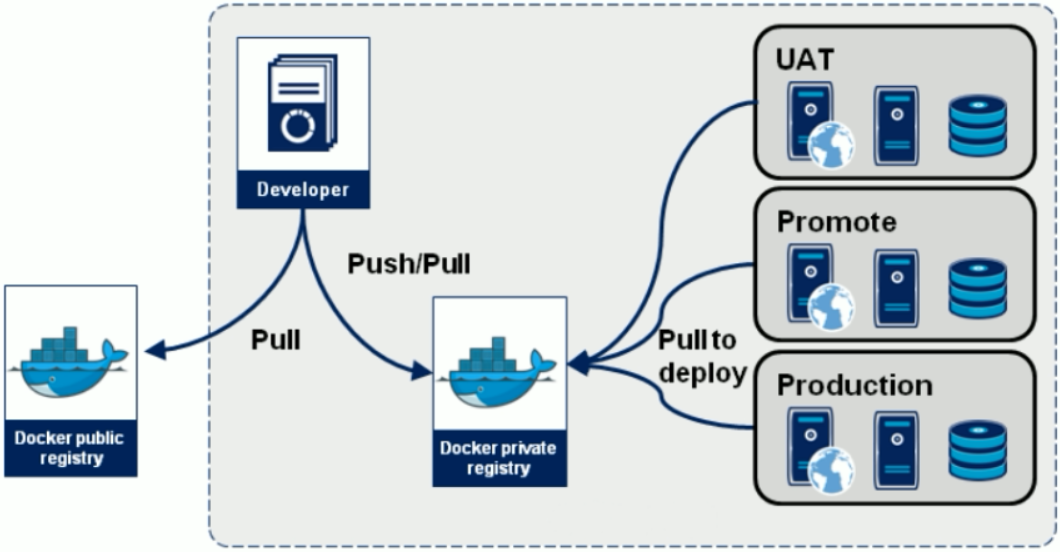 Developer
Push/Pull
Pull
Docker public
registry
Docker private
registry
Pull to
deploy
UAT
Promote
Production